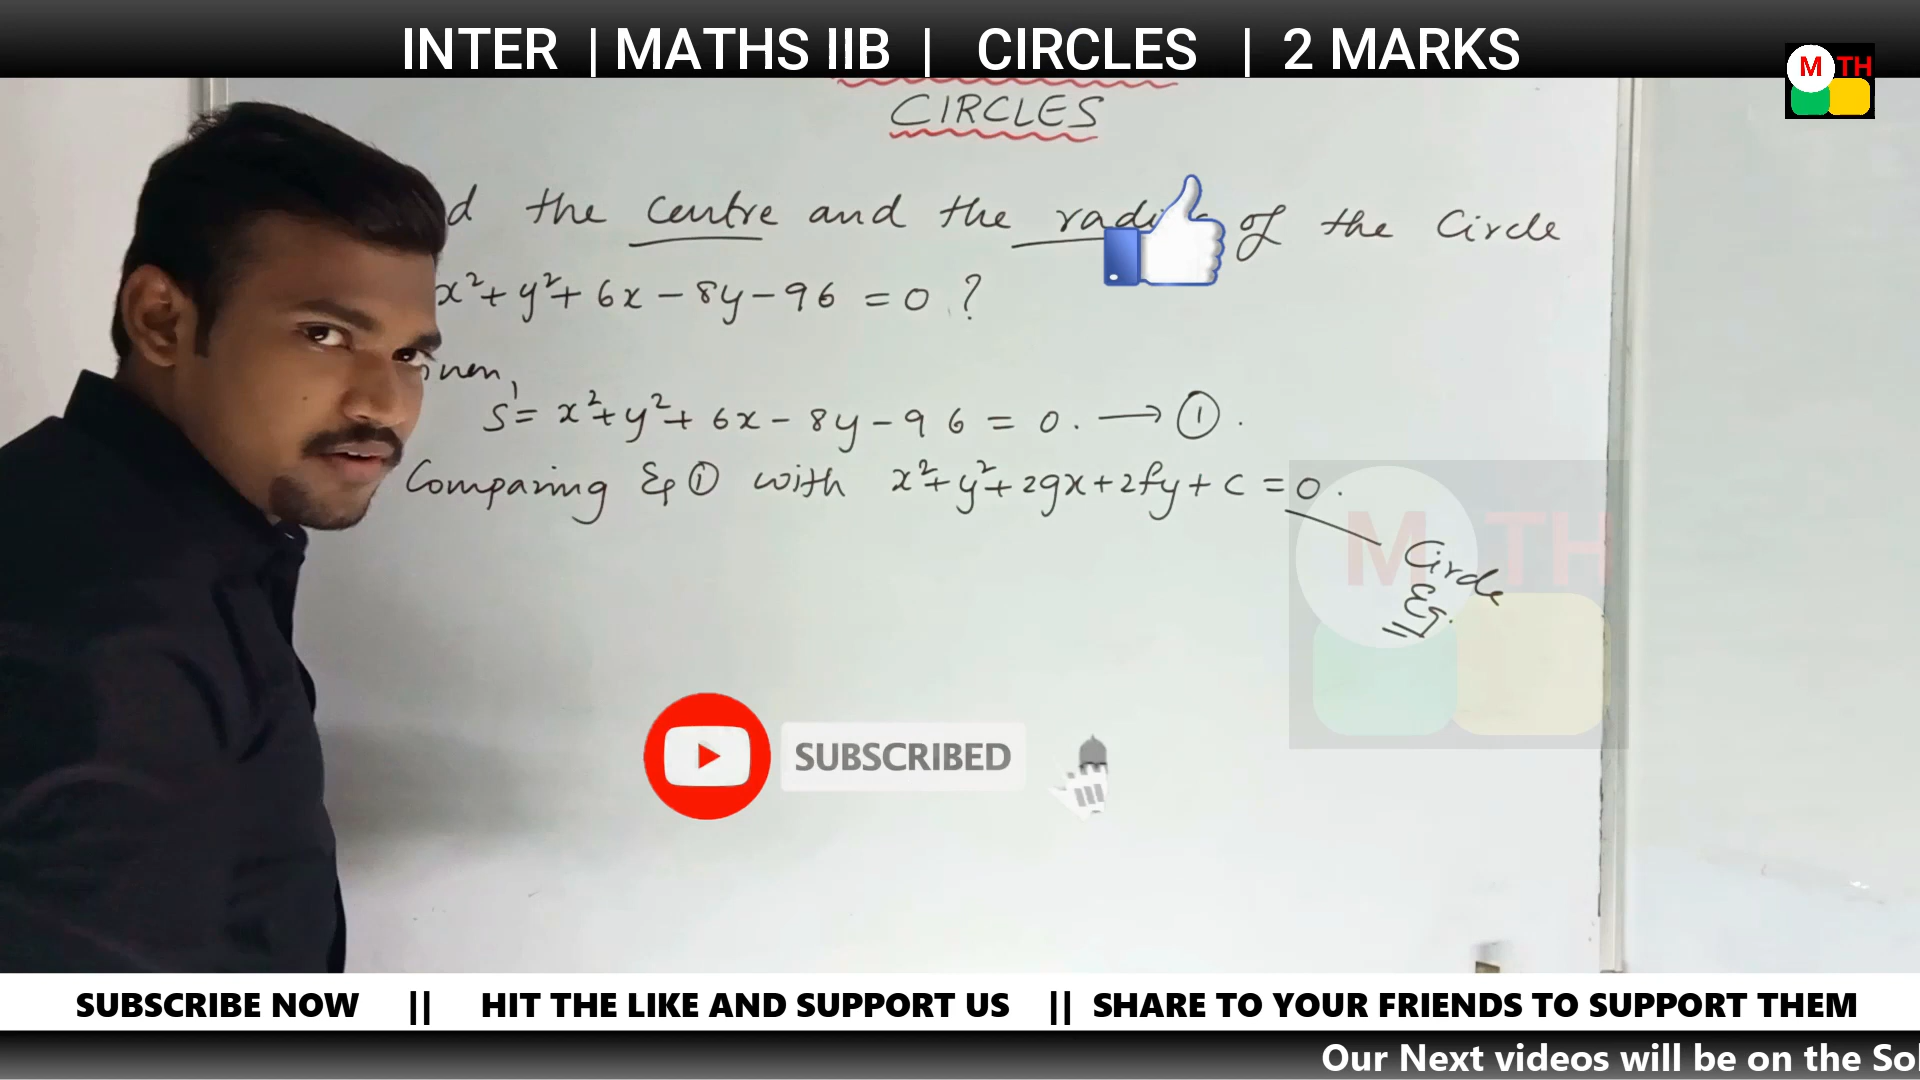 INTER | MATHS IIB | CIRCLES | 2 MARKS
M TH
CIRCLES
d the centre and the radi of the Circle
x²+y²+6x-8y-96=0.?
S'= x²+y²+6x-8y-96=0. → ①.
Comparing Eq ① with x²+y²+2gx+2fy+c=0.
M TH
Circle
Eq.
SUBSCRIBED
SUBSCRIBE NOW || HIT THE LIKE AND SUPPORT US || SHARE TO YOUR FRIENDS TO SUPPORT THEM
Our Next videos will be on the Sol